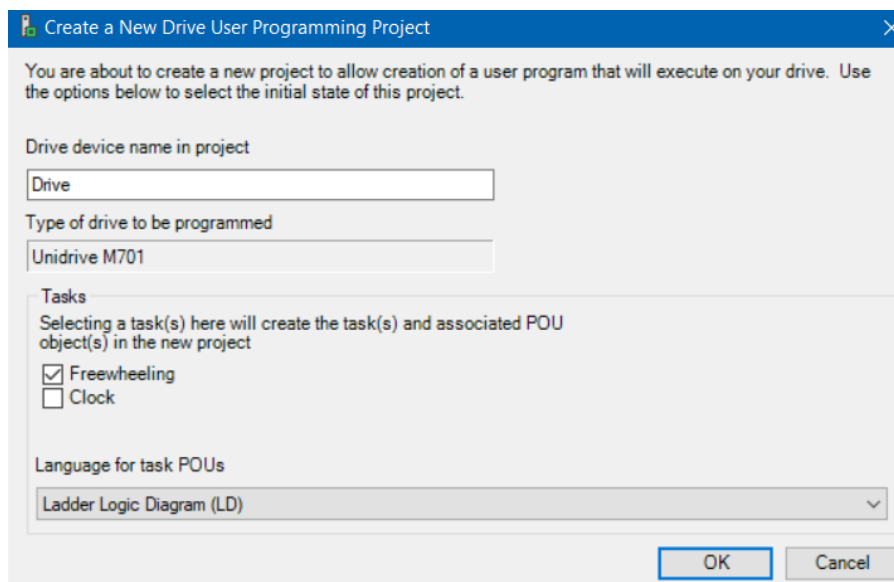 Create a New Drive User Programming Project
You are about to create a new project to allow creation of a user program that will execute on your drive.  Use
the options below to select the initial state of this project.
Drive device name in project
Drive
Type of drive to be programmed
Unidrive M701
Tasks
Selecting a task(s) here will create the task(s) and associated POU
object(s) in the new project
Freewheeling
Clock
Language for task POUs
Ladder Logic Diagram (LD)
OK
Cancel